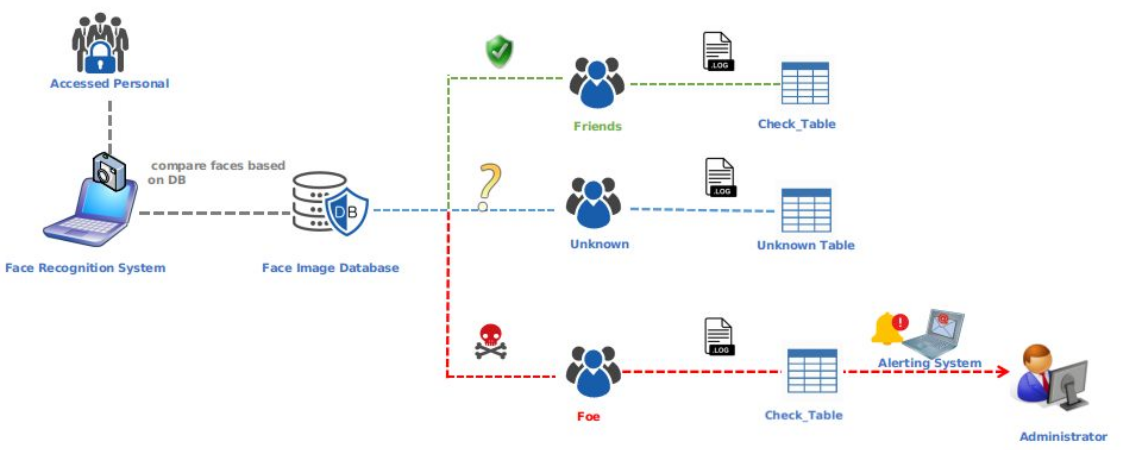 Accessed Personal
compare faces based
on DB
Face Recognition System
DB
Face Image Database
Friends
.LOG
Check_Table
?
Unknown
.LOG
Unknown Table
Foe
.LOG
Check_Table
!
@
Alerting System
Administrator